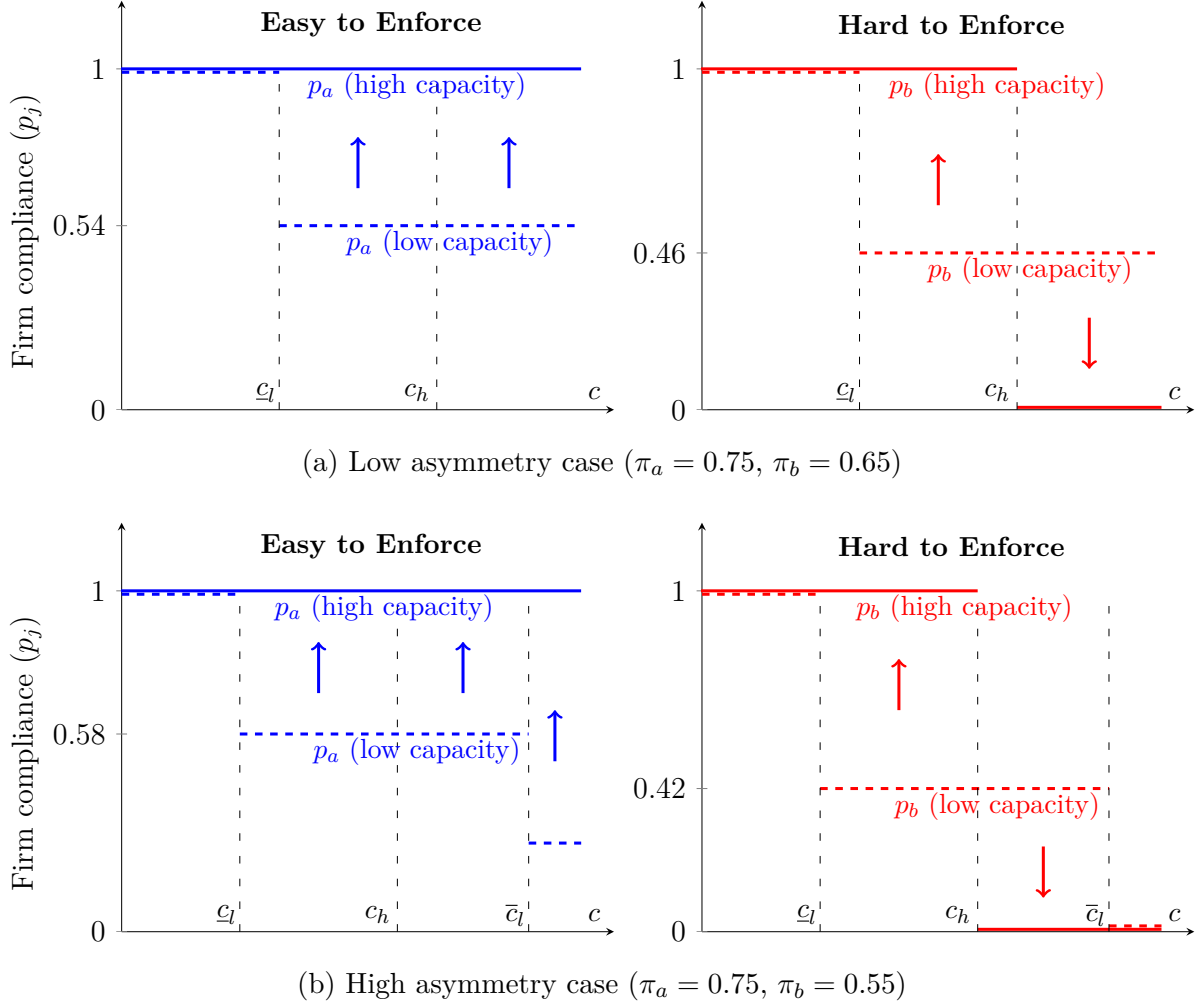 Easy to Enforce
Hard to Enforce
Firm compliance (p_j)
1
0.54
0
p_a (high capacity)
p_a (low capacity)
c̲_l
c_h
c
1
0.46
0
p_b (high capacity)
p_b (low capacity)
c̲_l
c_h
c
(a) Low asymmetry case (π_a = 0.75, π_b = 0.65)
Easy to Enforce
Hard to Enforce
Firm compliance (p_j)
1
0.58
0
p_a (high capacity)
p_a (low capacity)
c̲_l
c_h
c̅_l
c
1
0.42
0
p_b (high capacity)
p_b (low capacity)
c̲_l
c_h
c̅_l
c
(b) High asymmetry case (π_a = 0.75, π_b = 0.55)